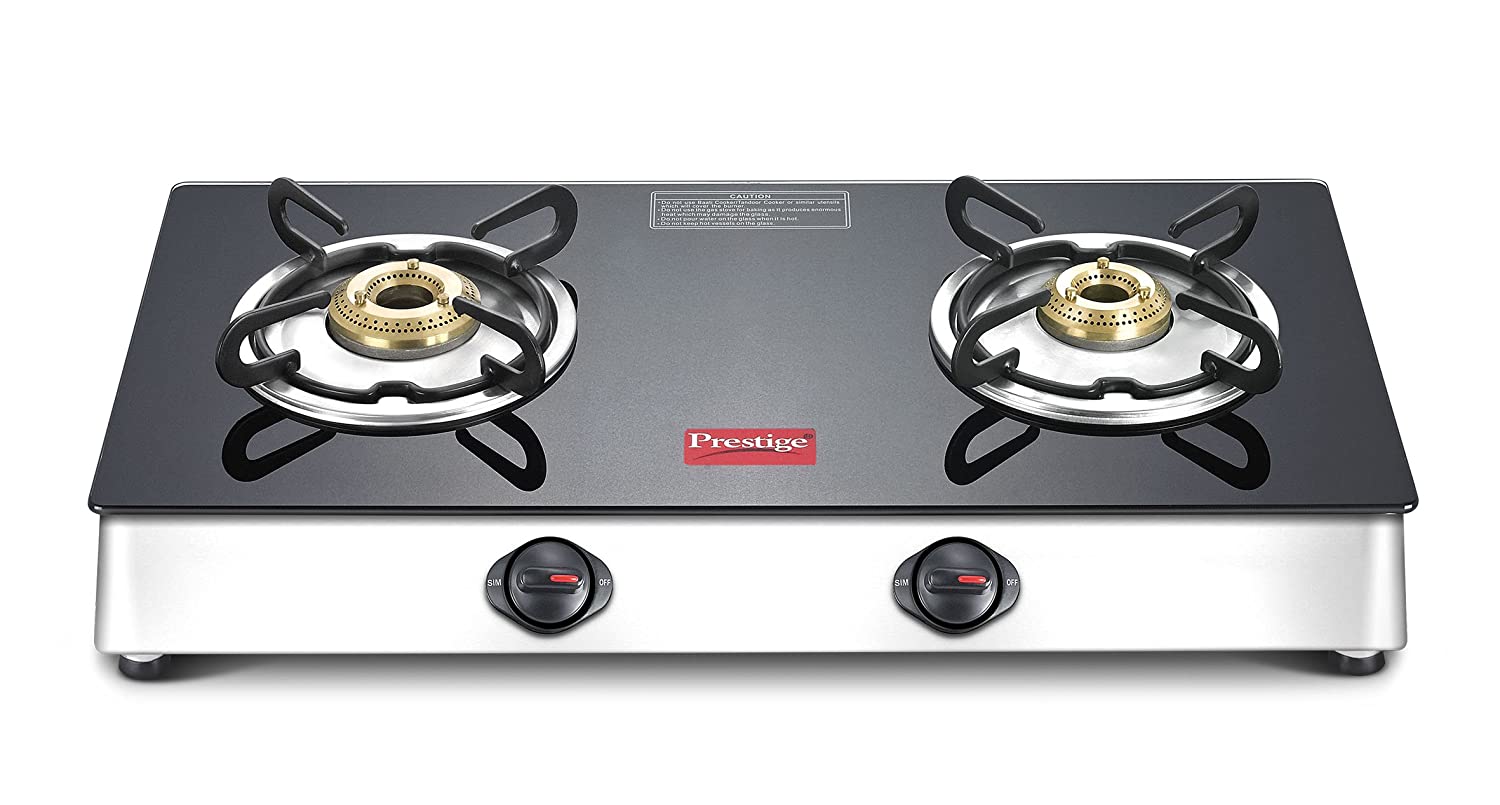 CAUTION
• Do not use Basti Cooker/Tandoor Cooker or similar utensils
which will cover the burner.
• Do not use the gas stove for baking as it produces enormous
heat which may damage the glass.
• Do not pour water on the glass when it is hot.
• Do not keep hot vessels on the glass.
Prestige
SIM OFF SIM OFF